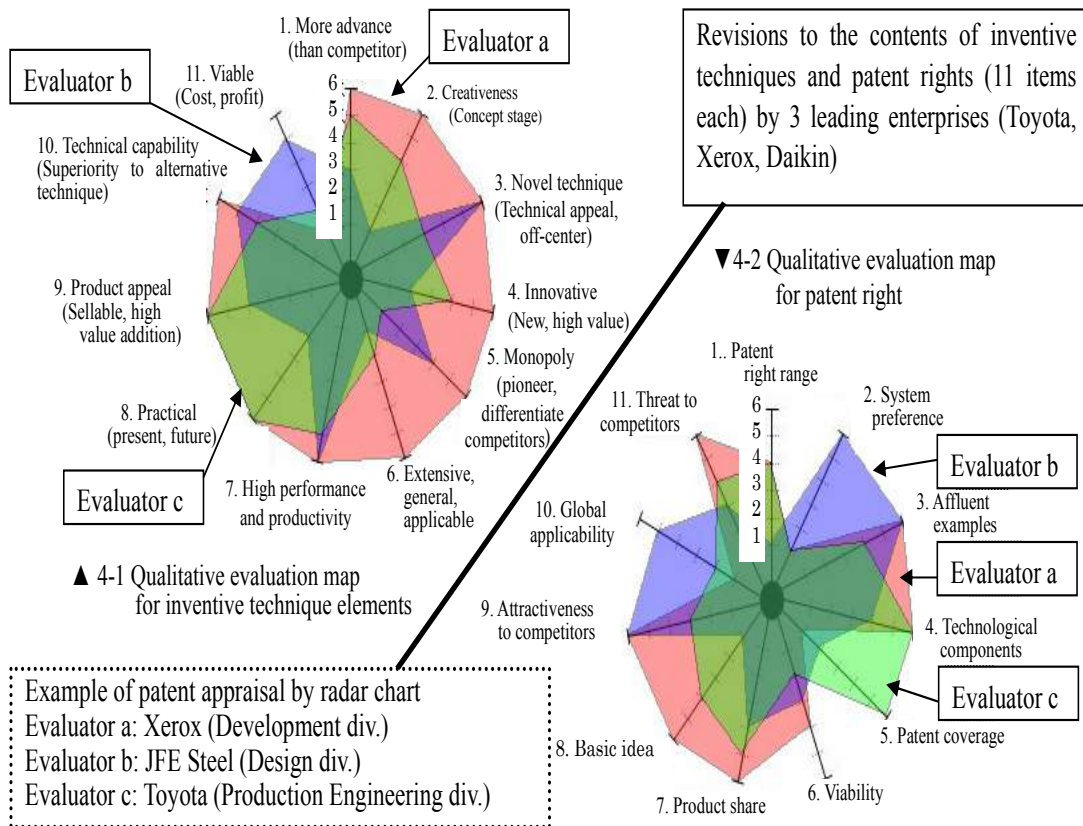 1. More advance
(than competitor)
Evaluator a
Evaluator b
11. Viable
(Cost, profit)
2. Creativeness
(Concept stage)
10. Technical capability
(Superiority to alternative
technique)
3. Novel technique
(Technical appeal,
off-center)
6
5
4
3
2
1
9. Product appeal
(Sellable, high
value addition)
4. Innovative
(New, high value)
5. Monopoly
(pioneer,
differentiate
competitors)
8. Practical
(present, future)
Evaluator c
7. High performance
and productivity
6. Extensive,
general,
applicable
▲ 4-1 Qualitative evaluation map
for inventive technique elements
Revisions to the contents of inventive
techniques and patent rights (11 items
each) by 3 leading enterprises (Toyota,
Xerox, Daikin)
▼4-2 Qualitative evaluation map
for patent right
1.. Patent
right range
11. Threat to
competitors
2. System
preference
Evaluator b
3. Affluent
examples
6
5
4
3
2
1
10. Global
applicability
Evaluator a
9. Attractiveness
to competitors
4. Technological
components
Evaluator c
5. Patent coverage
8. Basic idea
7. Product share
6. Viability
Example of patent appraisal by radar chart
Evaluator a: Xerox (Development div.)
Evaluator b: JFE Steel (Design div.)
Evaluator c: Toyota (Production Engineering div.)